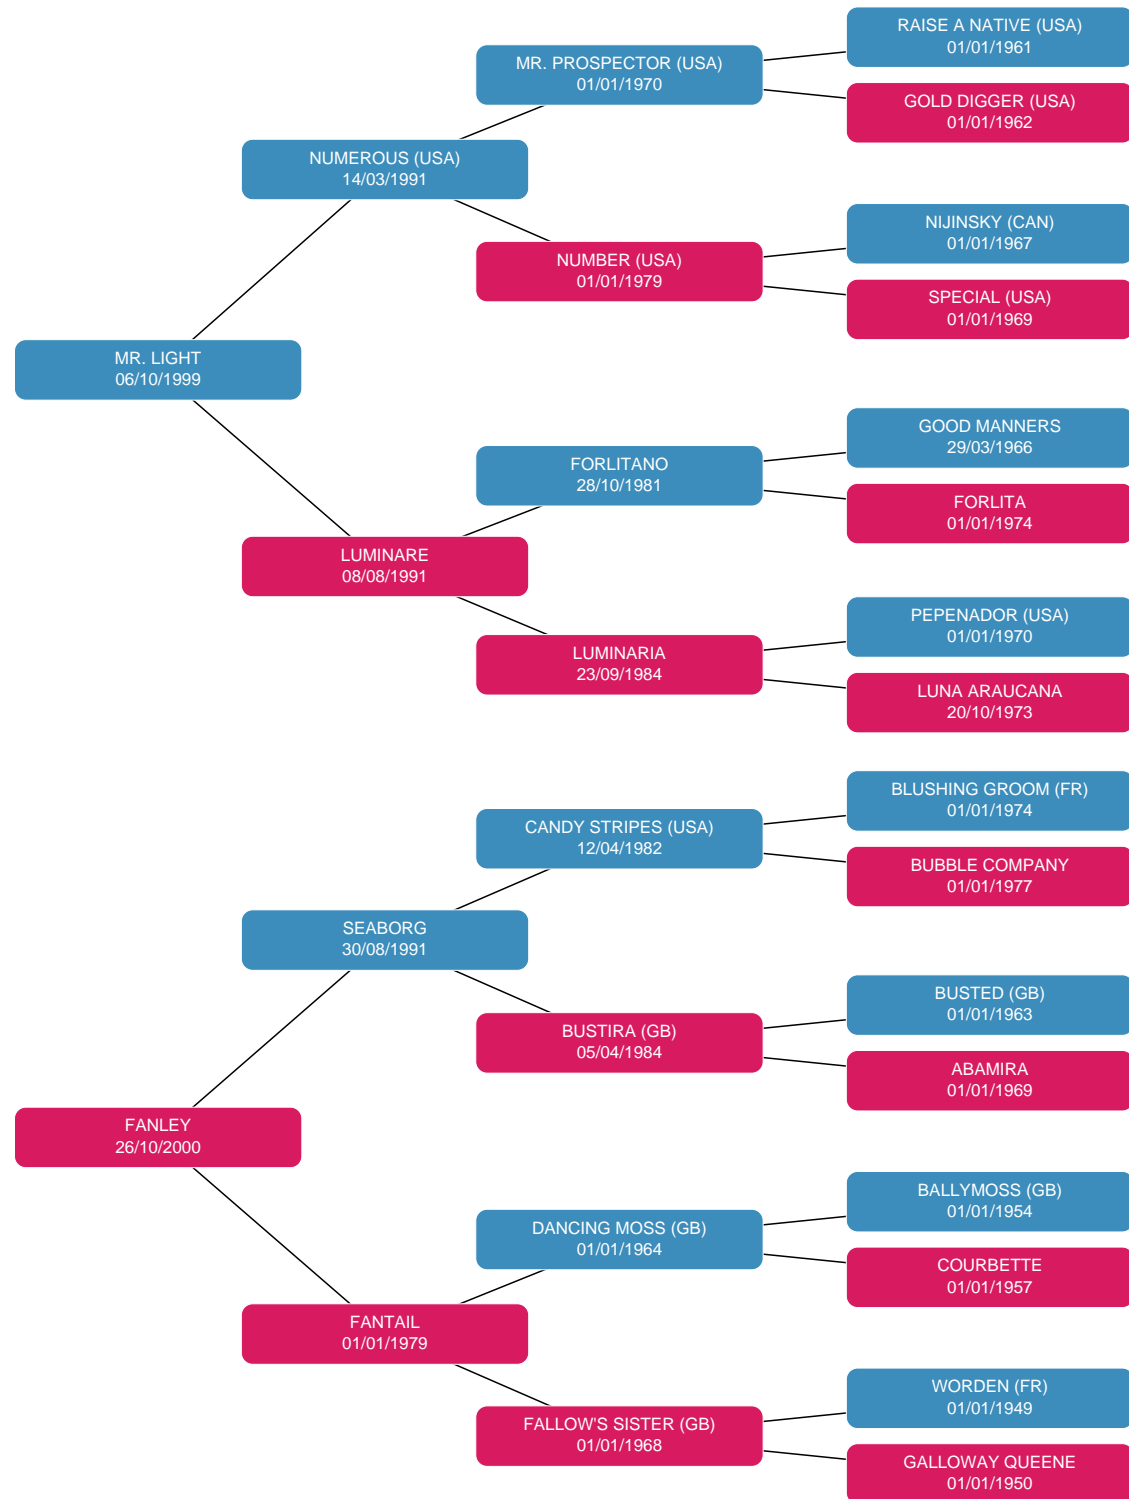 RAISE A NATIVE (USA)
01/01/1961
MR. PROSPECTOR (USA)
01/01/1970
GOLD DIGGER (USA)
01/01/1962
NUMEROUS (USA)
14/03/1991
NIJINSKY (CAN)
01/01/1967
NUMBER (USA)
01/01/1979
SPECIAL (USA)
01/01/1969
MR. LIGHT
06/10/1999
GOOD MANNERS
29/03/1966
FORLITANO
28/10/1981
FORLITA
01/01/1974
LUMINARE
08/08/1991
PEPENADOR (USA)
01/01/1970
LUMINARIA
23/09/1984
LUNA ARAUCANA
20/10/1973
BLUSHING GROOM (FR)
01/01/1974
CANDY STRIPES (USA)
12/04/1982
BUBBLE COMPANY
01/01/1977
SEABORG
30/08/1991
BUSTED (GB)
01/01/1963
BUSTIRA (GB)
05/04/1984
ABAMIRA
01/01/1969
FANLEY
26/10/2000
BALLYMOSS (GB)
01/01/1954
DANCING MOSS (GB)
01/01/1964
COURBETTE
01/01/1957
FANTAIL
01/01/1979
WORDEN (FR)
01/01/1949
FALLOW'S SISTER (GB)
01/01/1968
GALLOWAY QUEENE
01/01/1950